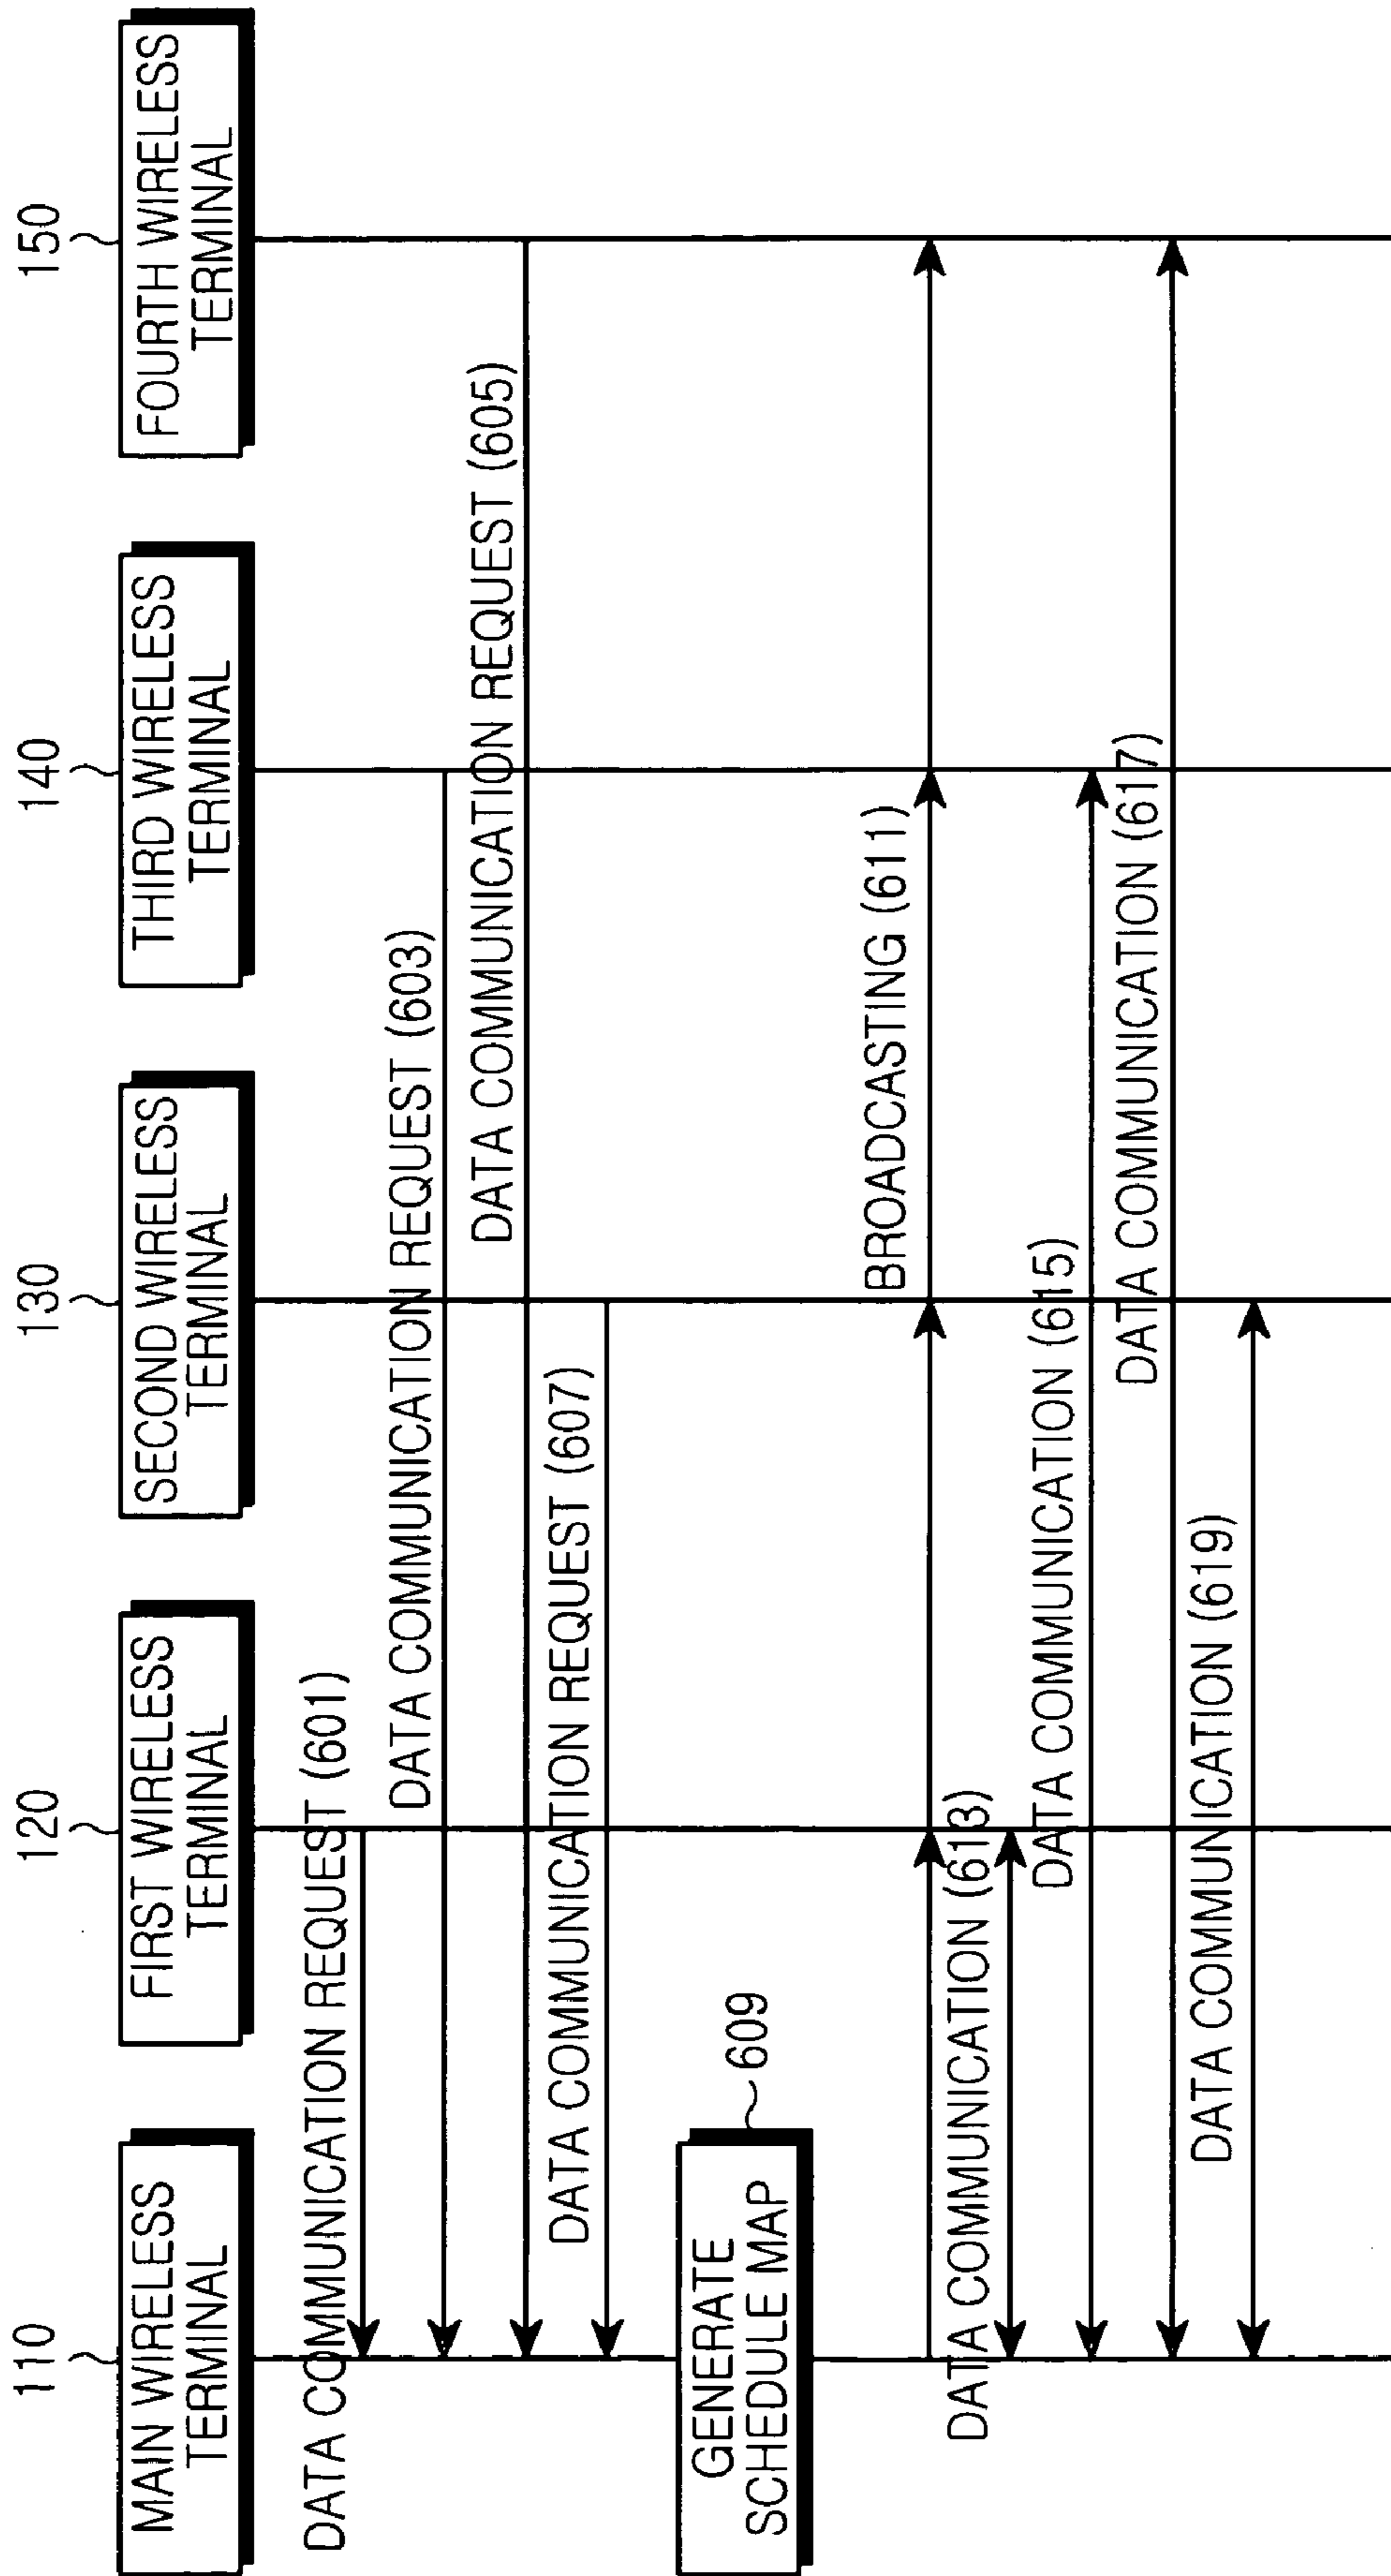 110
MAIN WIRELESS
TERMINAL
120
FIRST WIRELESS
TERMINAL
130
SECOND WIRELESS
TERMINAL
140
THIRD WIRELESS
TERMINAL
150
FOURTH WIRELESS
TERMINAL
DATA COMMUNICATION REQUEST (601)
DATA COMMUNICATION REQUEST (603)
DATA COMMUNICATION REQUEST (605)
DATA COMMUNICATION REQUEST (607)
GENERATE
SCHEDULE MAP
609
BROADCASTING (611)
DATA COMMUNICATION (613)
DATA COMMUNICATION (615)
DATA COMMUNICATION (617)
DATA COMMUNICATION (619)